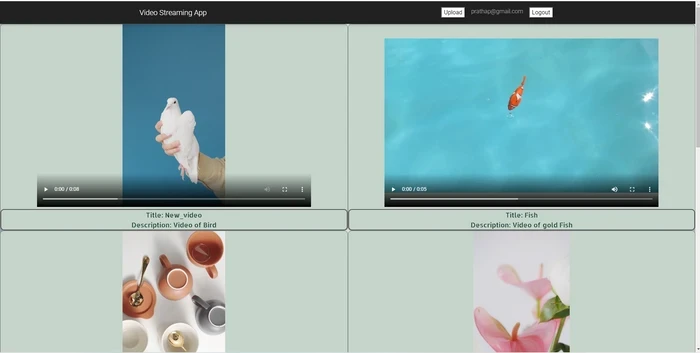 Video Streaming App
Upload prathap@gmail.com Logout
0:00 / 0:08
0:00 / 0:05
Title: New_video
Description: Video of Bird
Title: Fish
Description: Video of gold Fish